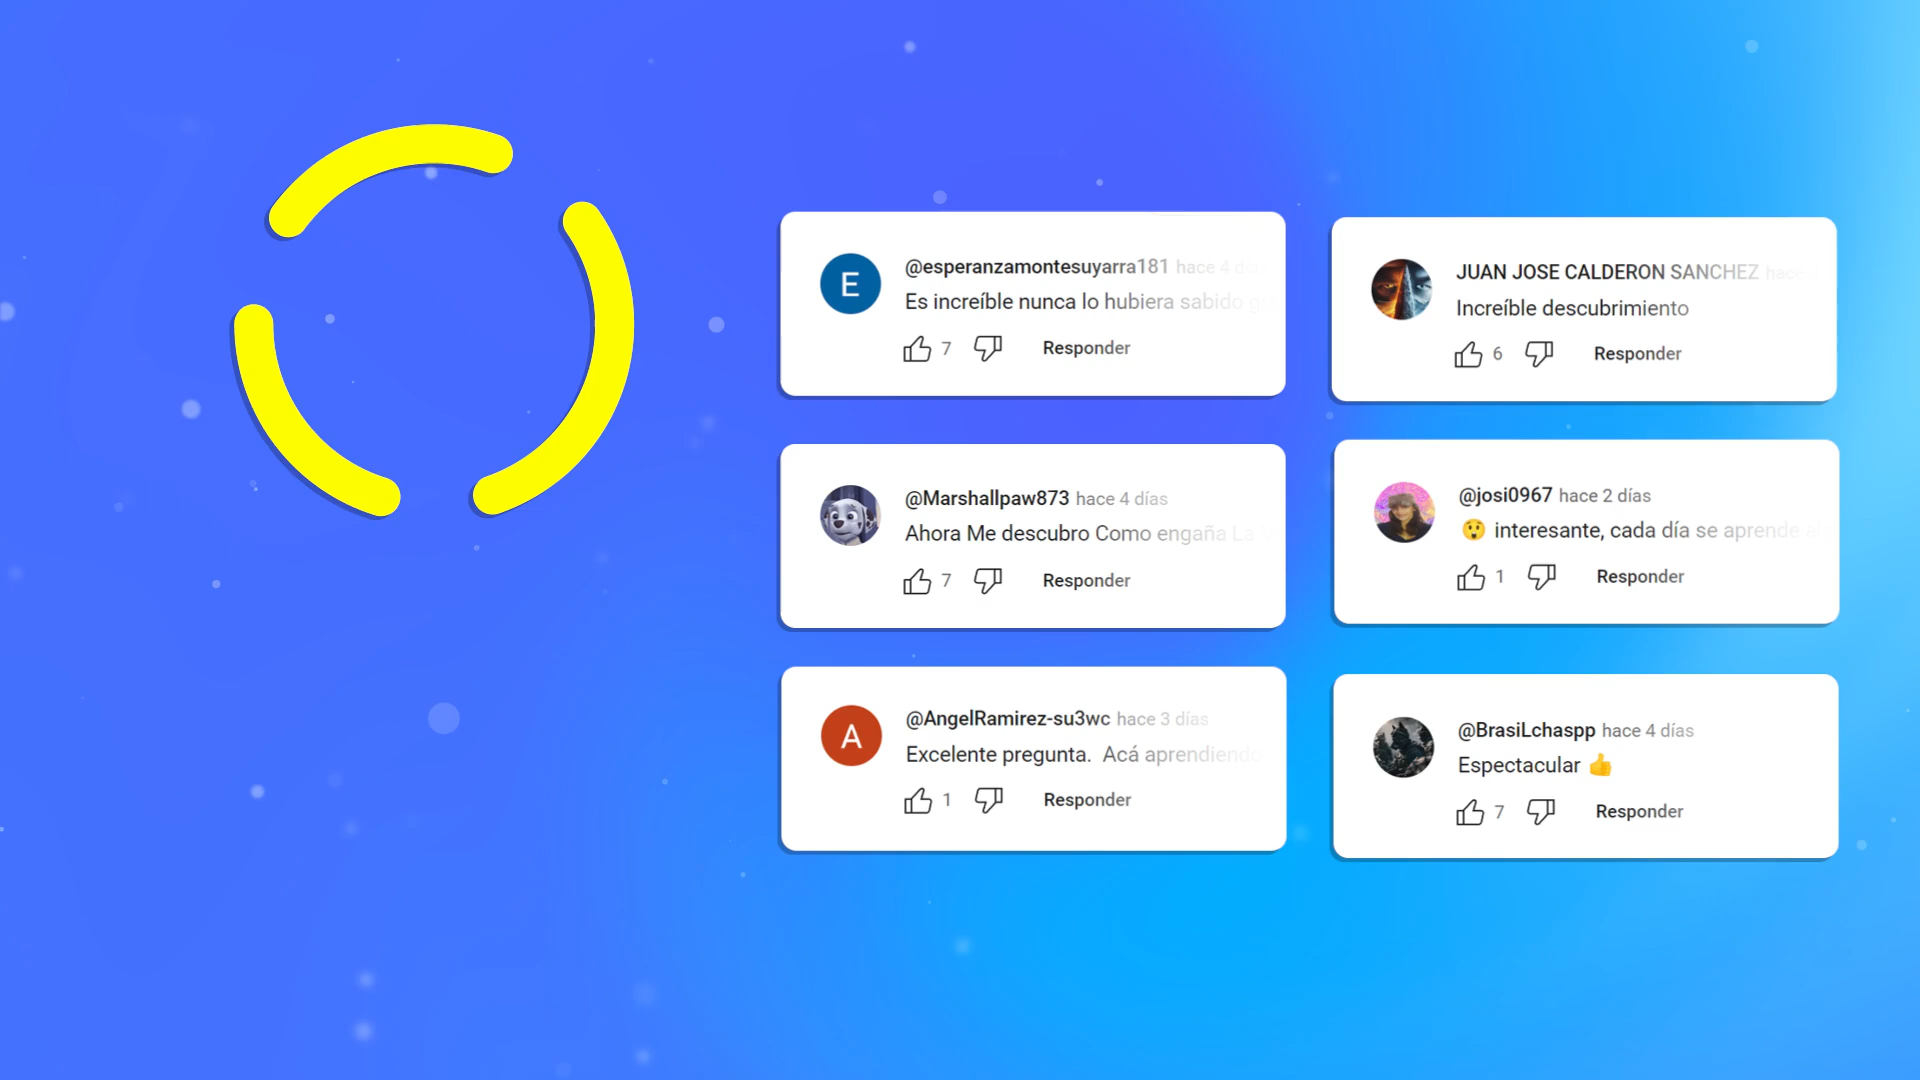 E
@esperanzamontesuyarra181 hace 4 días
Es increíble nunca lo hubiera sabido
7 Responder
JUAN JOSE CALDERON SANCHEZ hace
Increíble descubrimiento
6 Responder
@Marshallpaw873 hace 4 días
Ahora Me descubro Como engaña La
7 Responder
@josi0967 hace 2 días
😲 interesante, cada día se aprende
1 Responder
A
@AngelRamirez-su3wc hace 3 días
Excelente pregunta. Acá aprendiendo
1 Responder
@BrasiLchaspp hace 4 días
Espectacular 👍
7 Responder